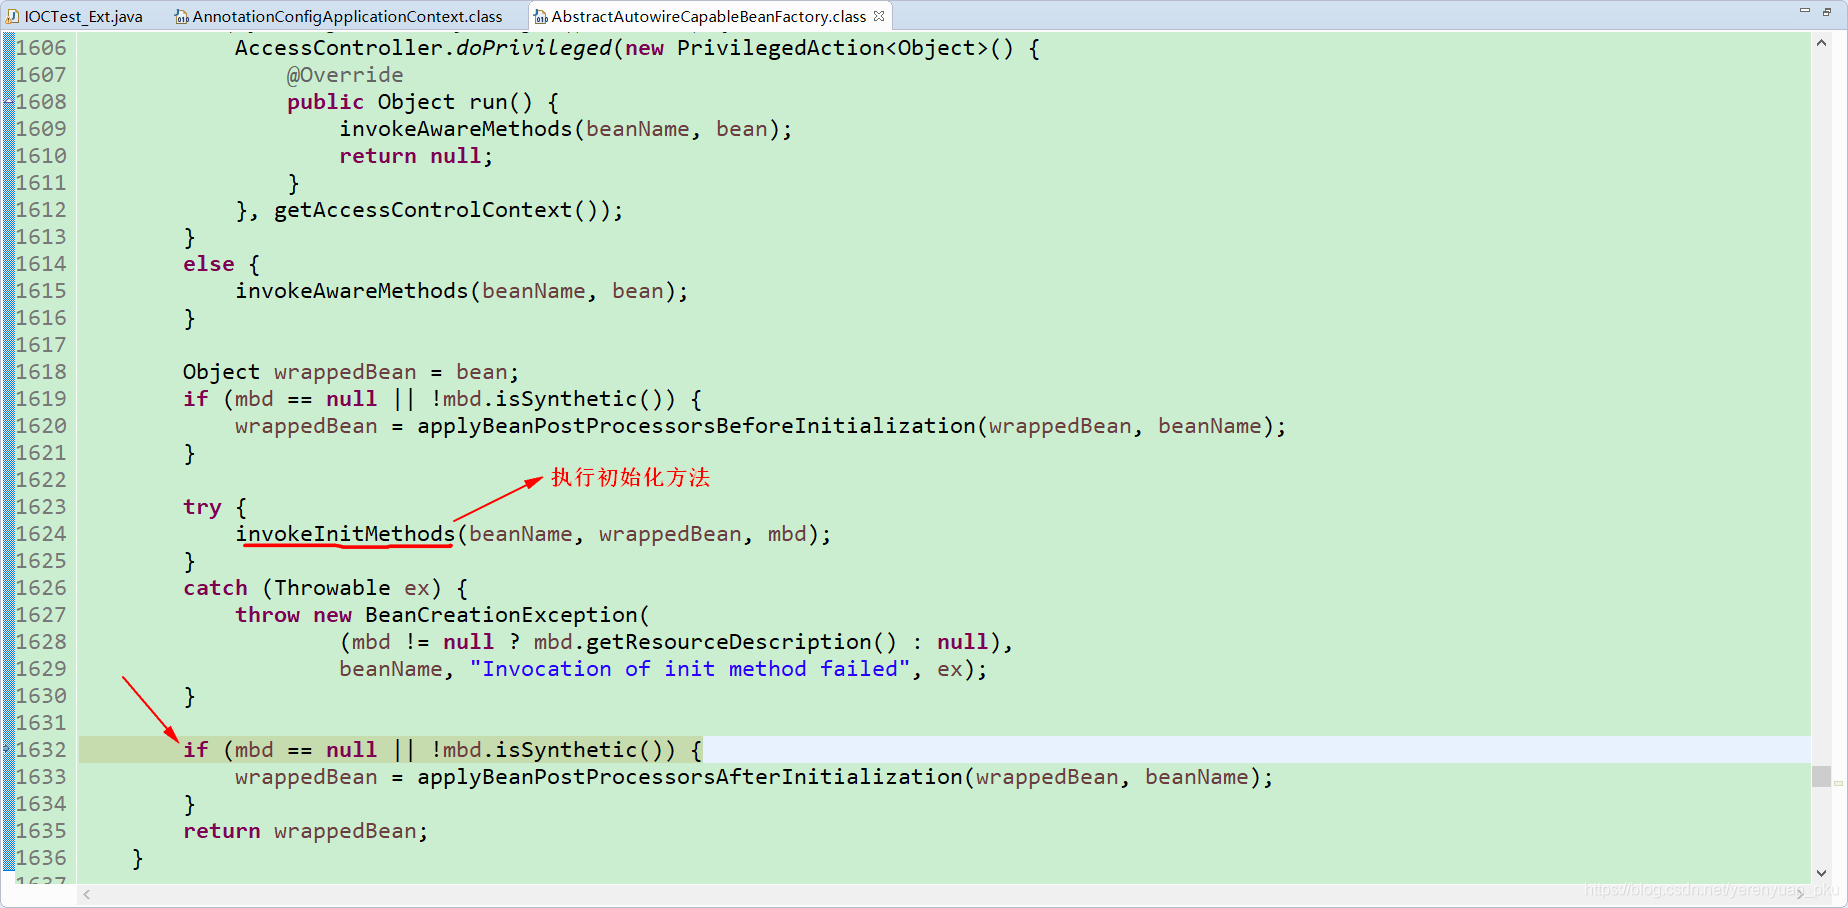 IOCTest_Ext.java AnnotationConfigApplicationContext.class AbstractAutowireCapableBeanFactory.class
1606 AccessController.doPrivileged(new PrivilegedAction<Object>() {
1607 @Override
1608 public Object run() {
1609 invokeAwareMethods(beanName, bean);
1610 return null;
1611 }
1612 }, getAccessControlContext());
1613 }
1614 else {
1615 invokeAwareMethods(beanName, bean);
1616 }
1617
1618 Object wrappedBean = bean;
1619 if (mbd == null || !mbd.isSynthetic()) {
1620 wrappedBean = applyBeanPostProcessorsBeforeInitialization(wrappedBean, beanName);
1621 }
1622 执行初始化方法
1623 try {
1624 invokeInitMethods(beanName, wrappedBean, mbd);
1625 }
1626 catch (Throwable ex) {
1627 throw new BeanCreationException(
1628 (mbd != null ? mbd.getResourceDescription() : null),
1629 beanName, "Invocation of init method failed", ex);
1630 }
1631
1632 if (mbd == null || !mbd.isSynthetic()) {
1633 wrappedBean = applyBeanPostProcessorsAfterInitialization(wrappedBean, beanName);
1634 }
1635 return wrappedBean;
1636 }
1637
https://blog.csdn.net/yerenyuan_pku